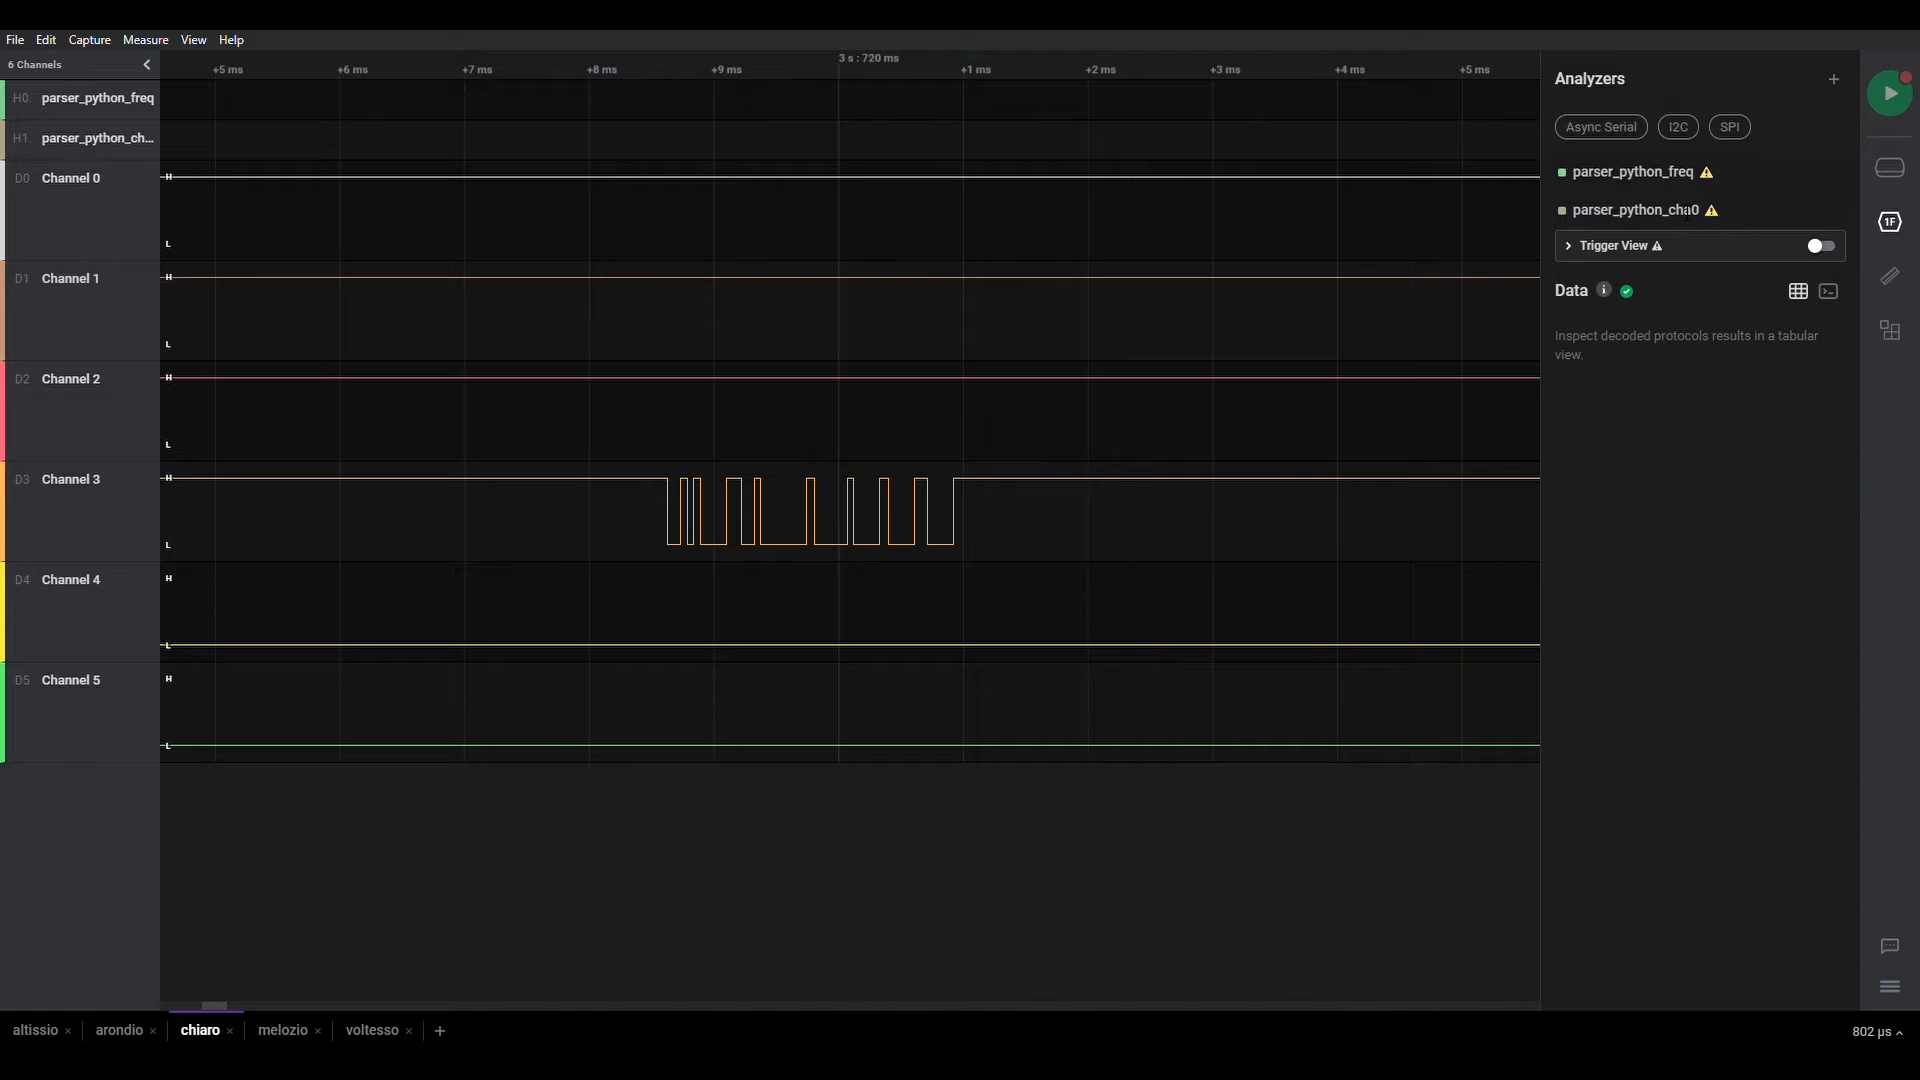 File Edit Capture Measure View Help
6 Channels
3 s : 720 ms
+5 ms +6 ms +7 ms +8 ms +9 ms +1 ms +2 ms +3 ms +4 ms +5 ms
H0. parser_python_freq
H1. parser_python_ch...
D0 Channel 0
H
L
D1 Channel 1
H
L
D2 Channel 2
H
L
D3 Channel 3
H
L
D4 Channel 4
H
L
D5 Channel 5
H
L
Analyzers
Async Serial I2C SPI
parser_python_freq
parser_python_cha0
Trigger View
Data
Inspect decoded protocols results in a tabular
view.
1F
altissio × arondio × chiaro × melozio × voltesso × +
802 µs